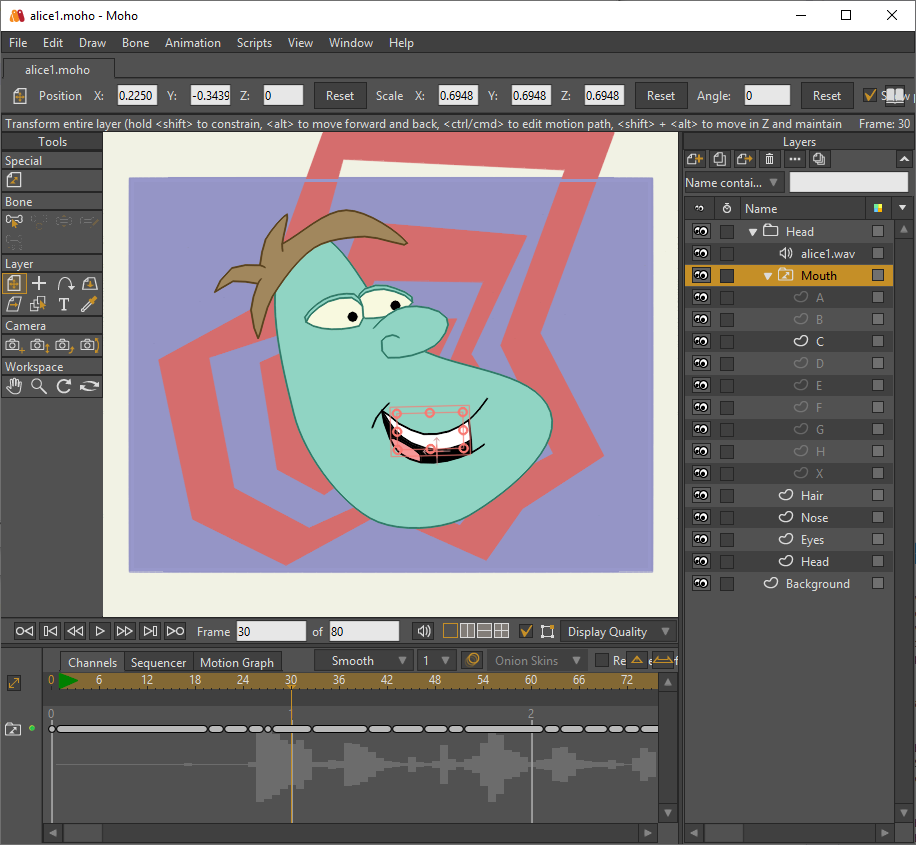 alice1.moho - Moho
File Edit Draw Bone Animation Scripts View Window Help
alice1.moho
Position X: 0.2250 Y: -0.3439 Z: 0 Reset Scale X: 0.6948 Y: 0.6948 Z: 0.6948 Reset Angle: 0 Reset
Transform entire layer (hold <shift> to constrain, <alt> to move forward and back, <ctrl/cmd> to edit motion path, <shift> + <alt> to move in Z and maintain Frame: 30
Tools
Special
Bone
Layer
T
Camera
Workspace
Layers
Name contai...
Name
Head
alice1.wav
Mouth
A
B
C
D
E
F
G
H
X
Hair
Nose
Eyes
Head
Background
Frame 30 of 80 Display Quality
Channels Sequencer Motion Graph Smooth 1 Onion Skins
0 6 12 18 24 30 36 42 48 54 60 66 72
0 1 2